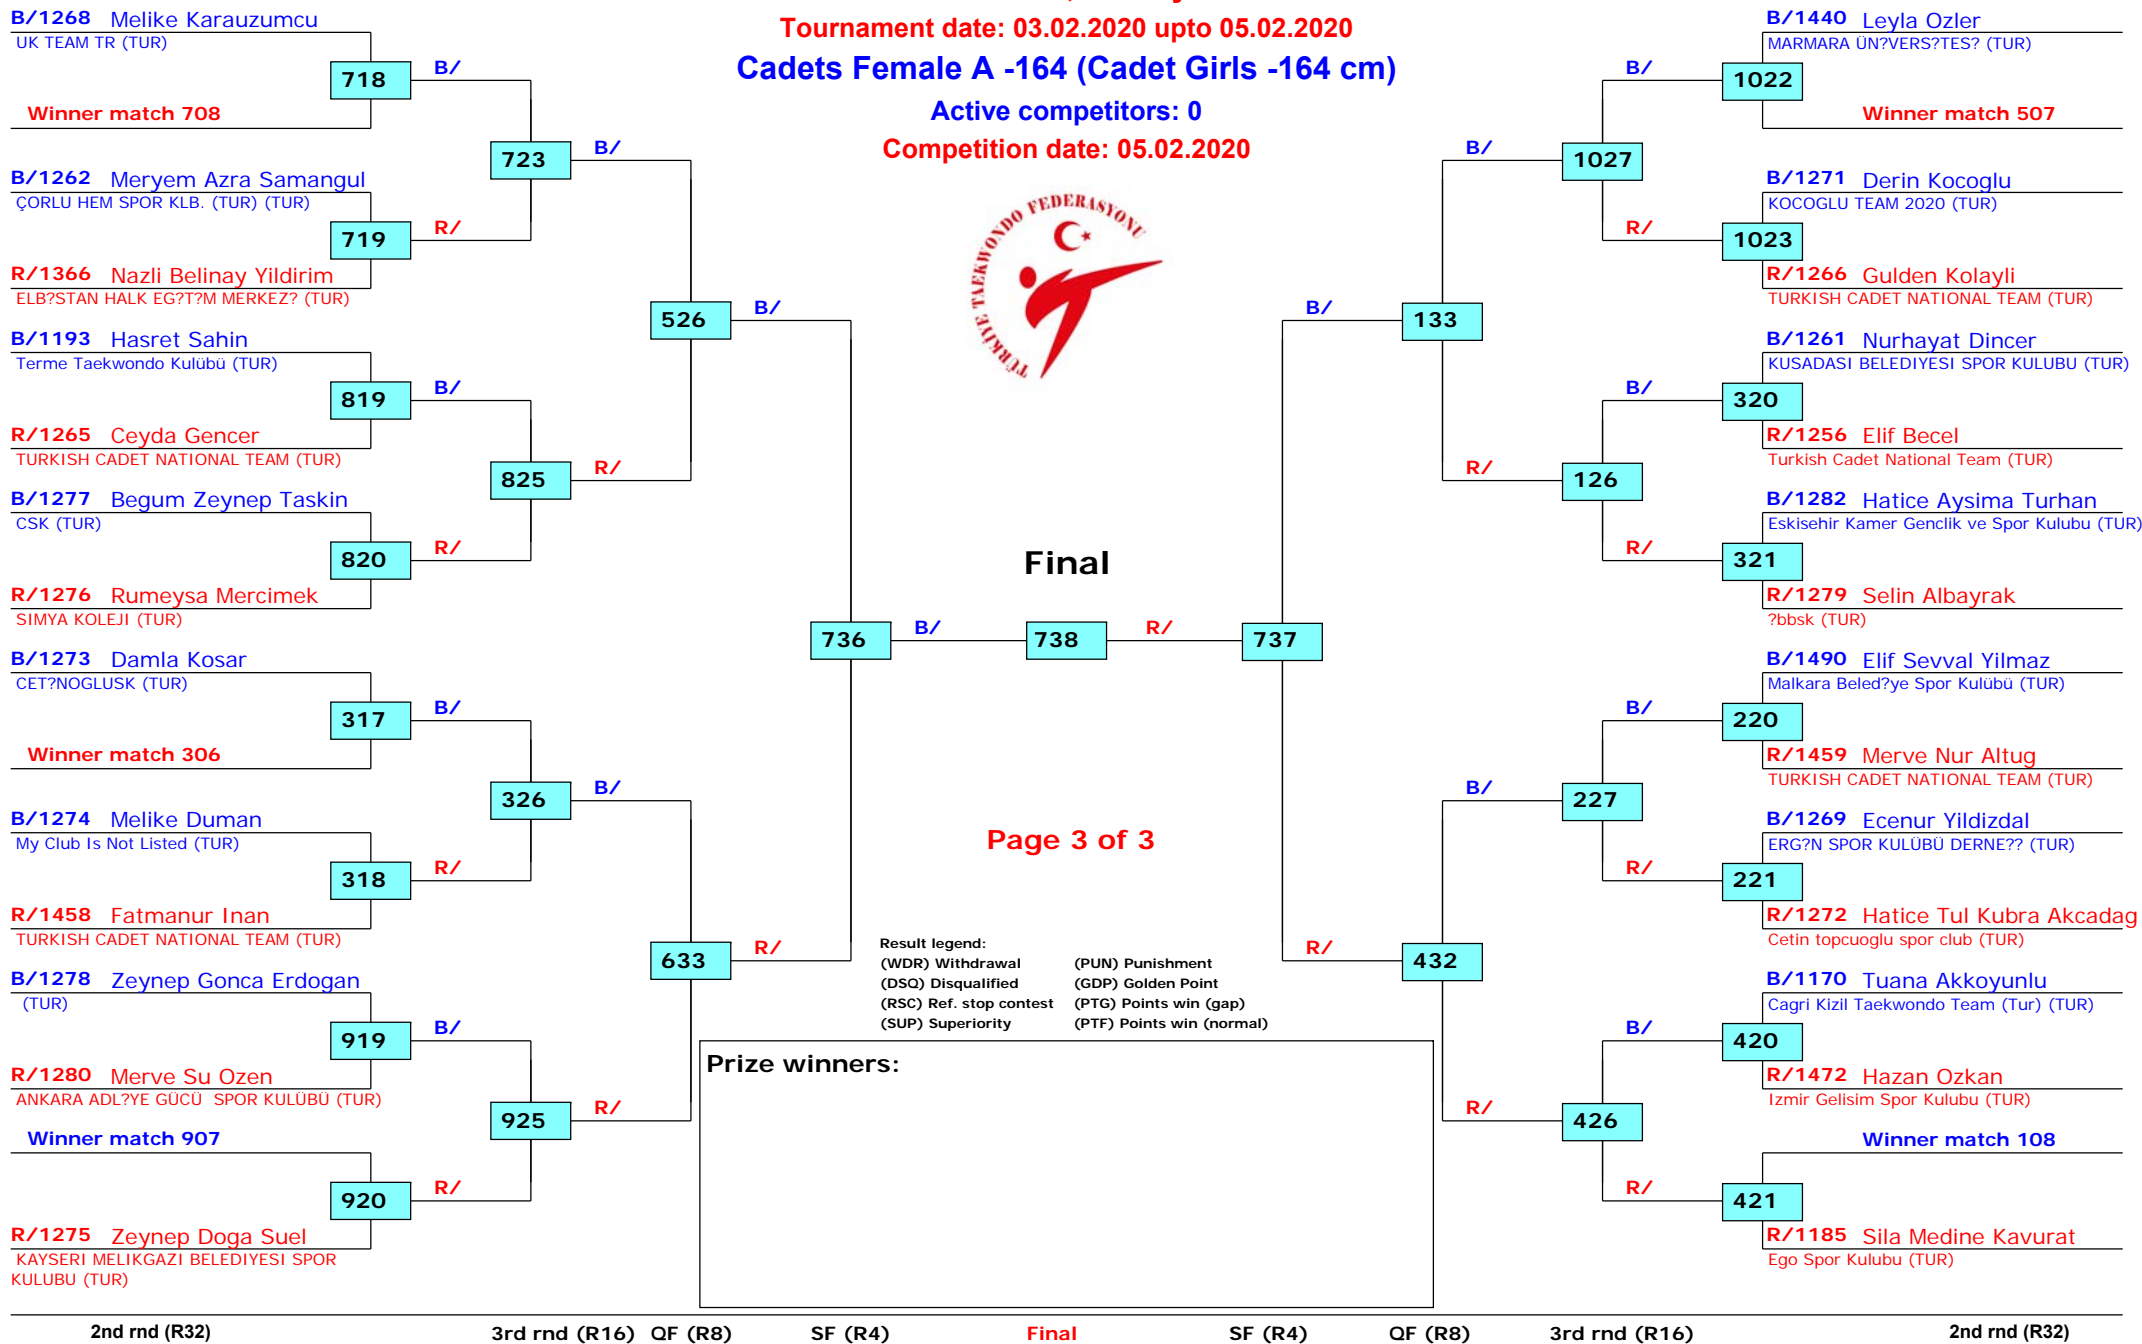 Tournament date: 03.02.2020 upto 05.02.2020
Cadets Female A -164 (Cadet Girls -164 cm)
Active competitors: 0
Competition date: 05.02.2020
TÜRKİYE TAEKWONDO FEDERASYONU
B/1268 Melike Karauzumcu
UK TEAM TR (TUR)
718
B/
Winner match 708
723
B/
B/1262 Meryem Azra Samangul
ÇORLU HEM SPOR KLB. (TUR) (TUR)
719
R/
R/1366 Nazli Belinay Yildirim
ELB?STAN HALK EG?T?M MERKEZ? (TUR)
526
B/
B/1193 Hasret Sahin
Terme Taekwondo Kulübü (TUR)
819
B/
R/1265 Ceyda Gencer
TURKISH CADET NATIONAL TEAM (TUR)
825
R/
B/1277 Begum Zeynep Taskin
CSK (TUR)
820
R/
R/1276 Rumeysa Mercimek
SIMYA KOLEJI (TUR)
736
B/
B/1273 Damla Kosar
CET?NOGLUSK (TUR)
317
B/
Winner match 306
326
B/
B/1274 Melike Duman
My Club Is Not Listed (TUR)
318
R/
R/1458 Fatmanur Inan
TURKISH CADET NATIONAL TEAM (TUR)
633
R/
B/1278 Zeynep Gonca Erdogan
(TUR)
919
B/
R/1280 Merve Su Ozen
ANKARA ADL?YE GÜCÜ  SPOR KULÜBÜ (TUR)
925
R/
Winner match 907
920
R/
R/1275 Zeynep Doga Suel
KAYSERI MELIKGAZI BELEDIYESI SPOR
KULUBU (TUR)
Final
738
R/
737
Page 3 of 3
Result legend:
(WDR) Withdrawal (PUN) Punishment
(DSQ) Disqualified (GDP) Golden Point
(RSC) Ref. stop contest (PTG) Points win (gap)
(SUP) Superiority (PTF) Points win (normal)
Prize winners:
B/1440 Leyla Ozler
MARMARA ÜN?VERS?TES? (TUR)
B/
1022
Winner match 507
B/
1027
B/1271 Derin Kocoglu
KOCOGLU TEAM 2020 (TUR)
R/
1023
R/1266 Gulden Kolayli
TURKISH CADET NATIONAL TEAM (TUR)
B/
133
B/1261 Nurhayat Dincer
KUSADASI BELEDIYESI SPOR KULUBU (TUR)
B/
320
R/1256 Elif Becel
Turkish Cadet National Team (TUR)
R/
126
B/1282 Hatice Aysima Turhan
Eskisehir Kamer Genclik ve Spor Kulubu (TUR)
R/
321
R/1279 Selin Albayrak
?bbsk (TUR)
B/1490 Elif Sevval Yilmaz
Malkara Beled?ye Spor Kulübü (TUR)
B/
220
R/1459 Merve Nur Altug
TURKISH CADET NATIONAL TEAM (TUR)
B/
227
B/1269 Ecenur Yildizdal
ERG?N SPOR KULÜBÜ DERNE?? (TUR)
R/
221
R/1272 Hatice Tul Kubra Akcadag
Cetin topcuoglu spor club (TUR)
R/
432
B/1170 Tuana Akkoyunlu
Cagri Kizil Taekwondo Team (Tur) (TUR)
B/
420
R/1472 Hazan Ozkan
Izmir Gelisim Spor Kulubu (TUR)
R/
426
Winner match 108
R/
421
R/1185 Sila Medine Kavurat
Ego Spor Kulubu (TUR)
2nd rnd (R32) 3rd rnd (R16) QF (R8) SF (R4) Final SF (R4) QF (R8) 3rd rnd (R16) 2nd rnd (R32)